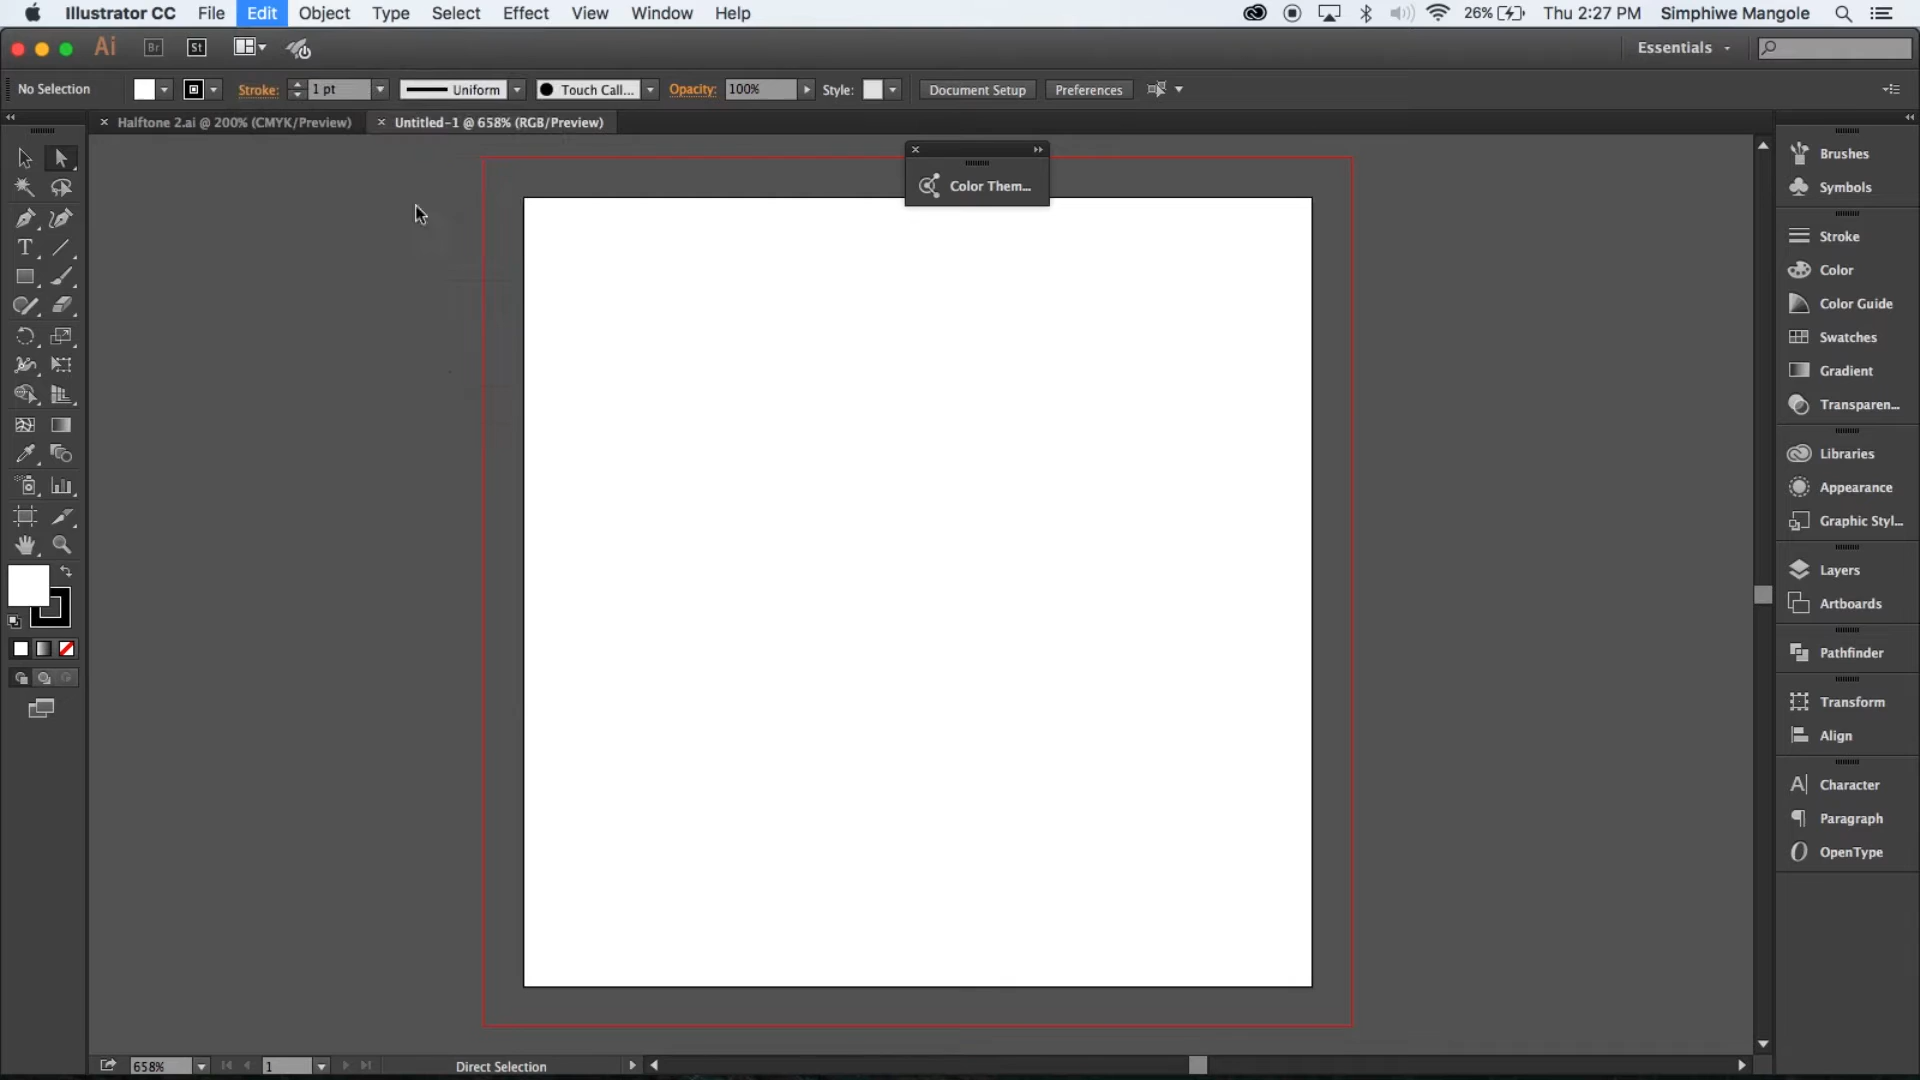 Illustrator CC File Edit Object Type Select Effect View Window Help 26% Thu 2:27 PM Simphiwe Mangole
Ai Br St Essentials
No Selection Stroke: 1 pt Uniform Touch Call... Opacity: 100% Style: Document Setup Preferences
Halftone 2.ai @ 200% (CMYK/Preview) Untitled-1 @ 658% (RGB/Preview)
Color Them...
Brushes
Symbols
Stroke
Color
Color Guide
Swatches
Gradient
Transparen...
Libraries
Appearance
Graphic Styl...
Layers
Artboards
Pathfinder
Transform
Align
Character
Paragraph
OpenType
658% 1 Direct Selection